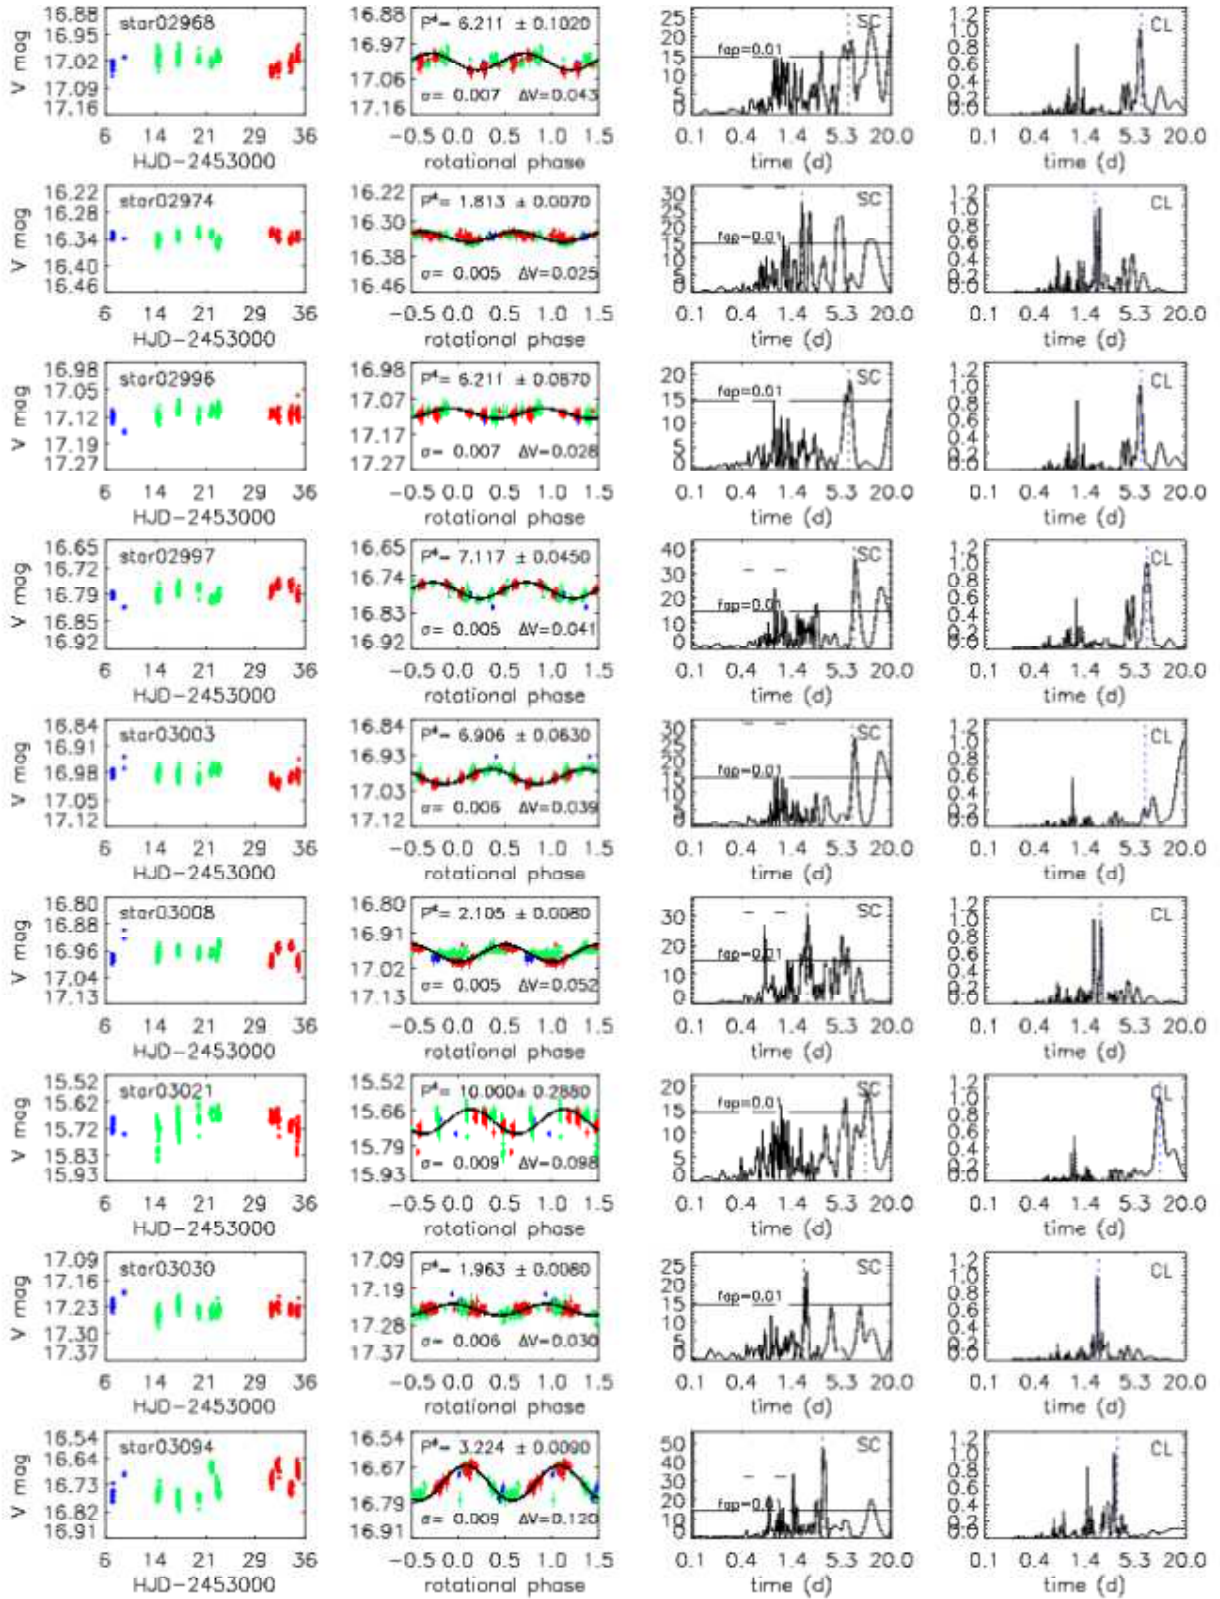 V mag
16.88
16.95
17.02
17.09
17.16
star02968
6 14 21 29 36
HJD-2453000
16.88
16.97
17.06
17.16
Pd= 6.211 ± 0.1020
σ= 0.007 ΔV=0.043
-0.5 0.0 0.5 1.0 1.5
rotational phase
25
20
15
10
5
0
SC
fap=0.01
0.1 0.4 1.4 5.3 20.0
time (d)
1.2
1.0
0.8
0.6
0.4
0.2
0.0
CL
0.1 0.4 1.4 5.3 20.0
time (d)
V mag
16.22
16.28
16.34
16.40
16.46
star02974
6 14 21 29 36
HJD-2453000
16.22
16.30
16.38
16.46
Pd= 1.813 ± 0.0070
σ= 0.005 ΔV=0.025
-0.5 0.0 0.5 1.0 1.5
rotational phase
30
25
20
15
10
5
0
SC
fap=0.01
0.1 0.4 1.4 5.3 20.0
time (d)
1.2
1.0
0.8
0.6
0.4
0.2
0.0
CL
0.1 0.4 1.4 5.3 20.0
time (d)
V mag
16.98
17.05
17.12
17.19
17.27
star02996
6 14 21 29 36
HJD-2453000
16.98
17.07
17.17
17.27
Pd= 6.211 ± 0.0870
σ= 0.007 ΔV=0.028
-0.5 0.0 0.5 1.0 1.5
rotational phase
20
15
10
5
0
SC
fap=0.01
0.1 0.4 1.4 5.3 20.0
time (d)
1.2
1.0
0.8
0.6
0.4
0.2
0.0
CL
0.1 0.4 1.4 5.3 20.0
time (d)
V mag
16.65
16.72
16.79
16.85
16.92
star02997
6 14 21 29 36
HJD-2453000
16.65
16.74
16.83
16.92
Pd= 7.117 ± 0.0450
σ= 0.005 ΔV=0.041
-0.5 0.0 0.5 1.0 1.5
rotational phase
40
30
20
10
0
SC
fap=0.01
0.1 0.4 1.4 5.3 20.0
time (d)
1.2
1.0
0.8
0.6
0.4
0.2
0.0
CL
0.1 0.4 1.4 5.3 20.0
time (d)
V mag
16.84
16.91
16.98
17.05
17.12
star03003
6 14 21 29 36
HJD-2453000
16.84
16.93
17.03
17.12
Pd= 6.906 ± 0.0630
σ= 0.006 ΔV=0.039
-0.5 0.0 0.5 1.0 1.5
rotational phase
30
25
20
15
10
5
0
SC
fap=0.01
0.1 0.4 1.4 5.3 20.0
time (d)
1.2
1.0
0.8
0.6
0.4
0.2
0.0
CL
0.1 0.4 1.4 5.3 20.0
time (d)
V mag
16.80
16.88
16.96
17.04
17.13
star03008
6 14 21 29 36
HJD-2453000
16.80
16.91
17.02
17.13
Pd= 2.105 ± 0.0080
σ= 0.005 ΔV=0.052
-0.5 0.0 0.5 1.0 1.5
rotational phase
30
20
10
0
SC
fap=0.01
0.1 0.4 1.4 5.3 20.0
time (d)
1.2
1.0
0.8
0.6
0.4
0.2
0.0
CL
0.1 0.4 1.4 5.3 20.0
time (d)
V mag
15.52
15.62
15.72
15.83
15.93
star03021
6 14 21 29 36
HJD-2453000
15.52
15.66
15.79
15.93
Pd= 10.000 ± 0.2880
σ= 0.009 ΔV=0.098
-0.5 0.0 0.5 1.0 1.5
rotational phase
20
15
10
5
0
SC
fap=0.01
0.1 0.4 1.4 5.3 20.0
time (d)
1.2
1.0
0.8
0.6
0.4
0.2
0.0
CL
0.1 0.4 1.4 5.3 20.0
time (d)
V mag
17.09
17.16
17.23
17.30
17.37
star03030
6 14 21 29 36
HJD-2453000
17.09
17.18
17.28
17.37
Pd= 1.963 ± 0.0080
σ= 0.006 ΔV=0.030
-0.5 0.0 0.5 1.0 1.5
rotational phase
25
20
15
10
5
0
SC
fap=0.01
0.1 0.4 1.4 5.3 20.0
time (d)
1.2
1.0
0.8
0.6
0.4
0.2
0.0
CL
0.1 0.4 1.4 5.3 20.0
time (d)
V mag
16.54
16.64
16.73
16.82
16.91
star03094
6 14 21 29 36
HJD-2453000
16.54
16.67
16.79
16.91
Pd= 3.224 ± 0.0090
σ= 0.009 ΔV=0.120
-0.5 0.0 0.5 1.0 1.5
rotational phase
50
40
30
20
10
0
SC
fap=0.01
0.1 0.4 1.4 5.3 20.0
time (d)
1.2
1.0
0.8
0.6
0.4
0.2
0.0
CL
0.1 0.4 1.4 5.3 20.0
time (d)